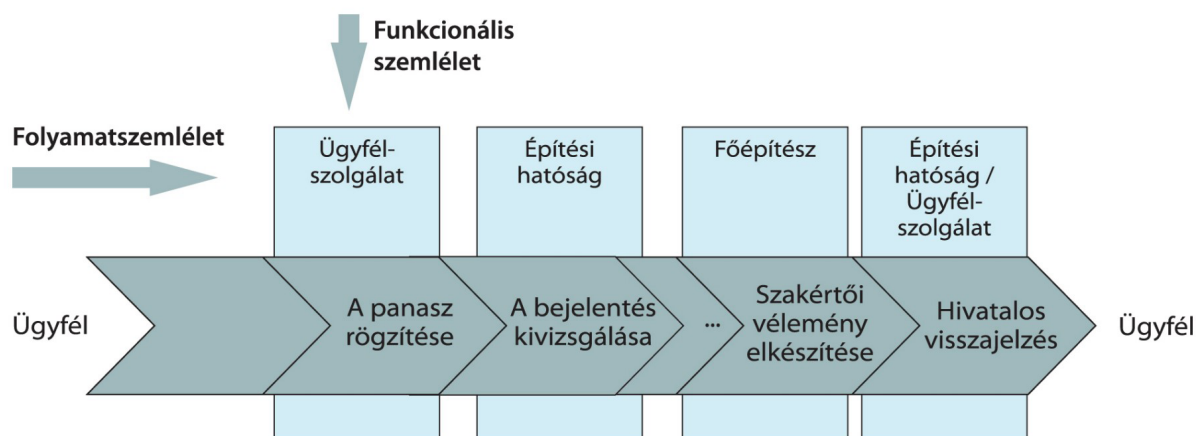 Funkcionális
szemlélet
Folyamatszemlélet
Ügyfél-
szolgálat
Építési
hatóság
Főépítész
Építési
hatóság /
Ügyfél-
szolgálat
Ügyfél
A panasz
rögzítése
A bejelentés
kivizsgálása
...
Szakértői
vélemény
elkészítése
Hivatalos
visszajelzés
Ügyfél